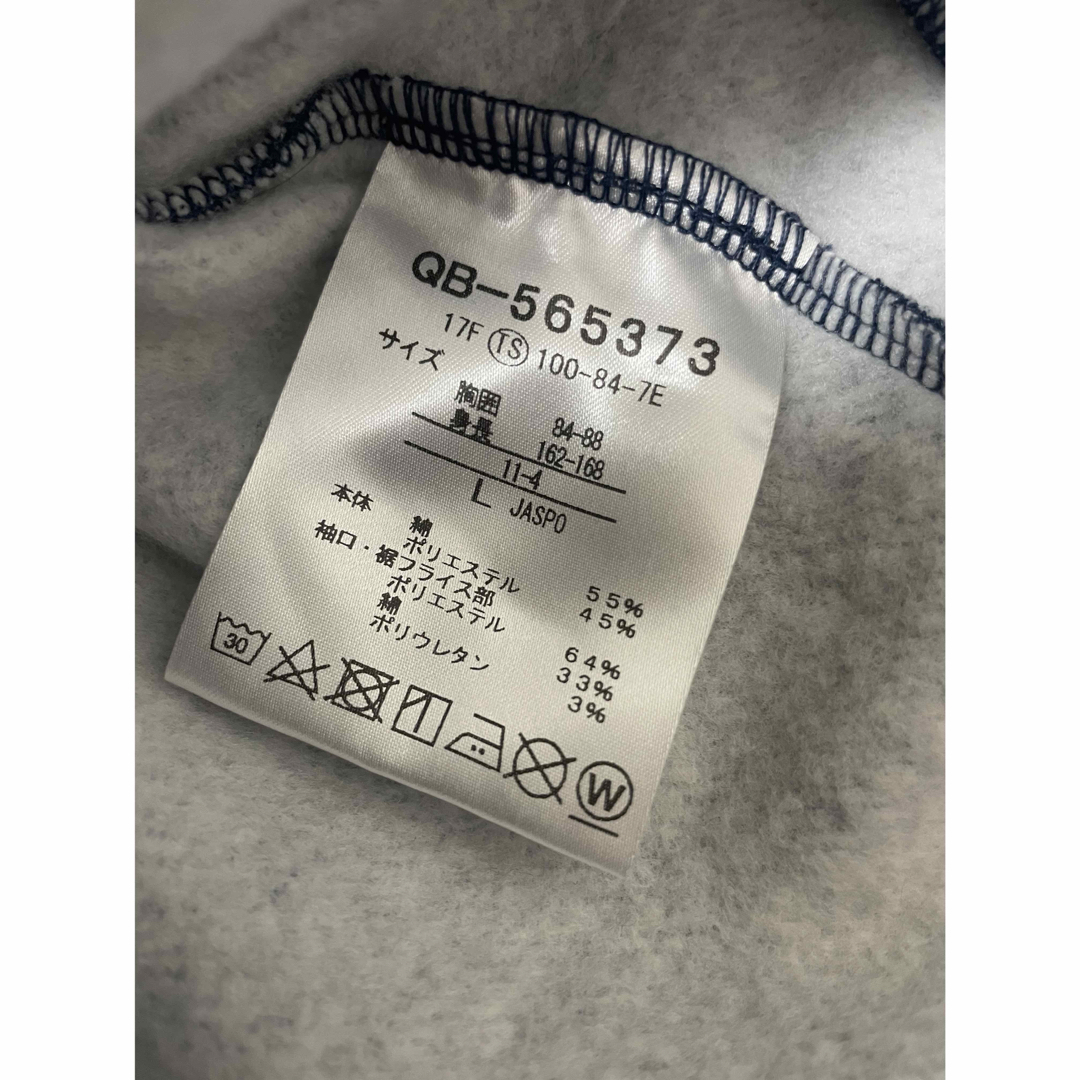 QB-565373
17F TS 100-84-7E
サイズ
胸囲 84-88
身長 162-168
11-4
L JASPO
本体 綿 55%
ポリエステル 45%
袖口・裾フライス部
ポリエステル 64%
綿 33%
ポリウレタン 3%
30
W